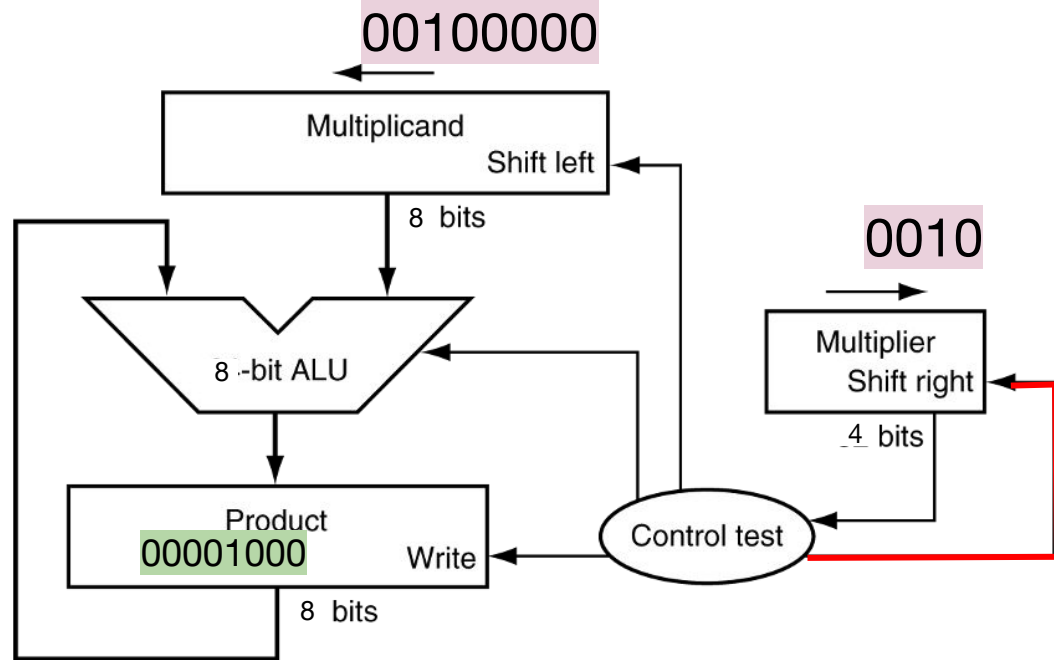 00100000
Multiplicand
Shift left
8 bits
0010
Multiplier
Shift right
8 -bit ALU
4 bits
Product
00001000
Write
Control test
8 bits